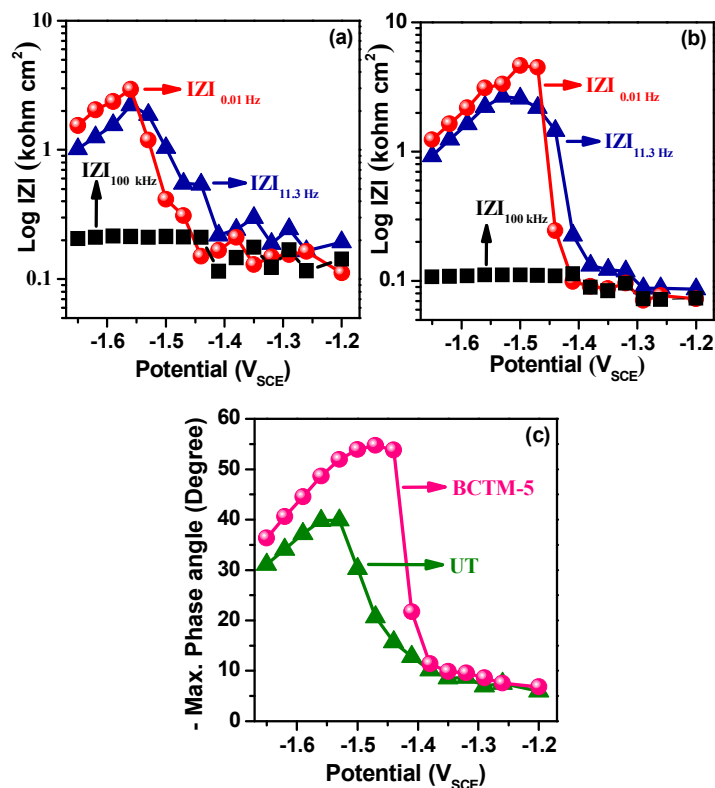 (a)
Log IZI (kohm cm²)
10
1
0.1
IZI 0.01 Hz
IZI 11.3 Hz
IZI 100 kHz
-1.6 -1.5 -1.4 -1.3 -1.2
Potential (V_SCE)
(b)
Log IZI (kohm cm²)
10
1
0.1
IZI 0.01 Hz
IZI 11.3 Hz
IZI 100 kHz
-1.6 -1.5 -1.4 -1.3 -1.2
Potential (V_SCE)
(c)
- Max. Phase angle (Degree)
60
50
40
30
20
10
0
BCTM-5
UT
-1.6 -1.5 -1.4 -1.3 -1.2
Potential (V_SCE)